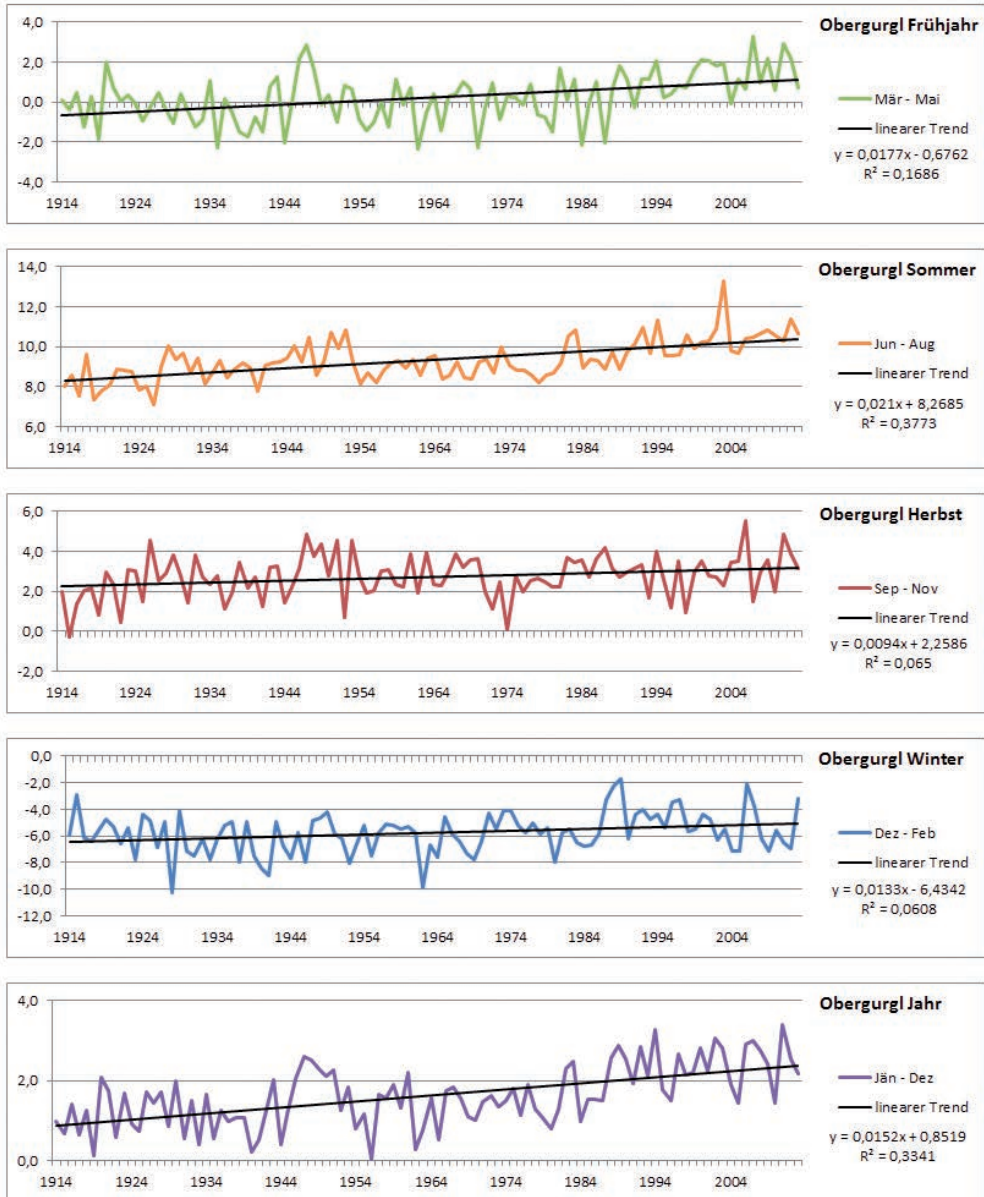 Obergurgl Frühjahr
4,0
2,0
0,0
-2,0
-4,0
1914 1924 1934 1944 1954 1964 1974 1984 1994 2004
Mär - Mai
linearer Trend
y = 0,0177x - 0,6762
R² = 0,1686
Obergurgl Sommer
14,0
12,0
10,0
8,0
6,0
1914 1924 1934 1944 1954 1964 1974 1984 1994 2004
Jun - Aug
linearer Trend
y = 0,021x + 8,2685
R² = 0,3773
Obergurgl Herbst
6,0
4,0
2,0
0,0
-2,0
1914 1924 1934 1944 1954 1964 1974 1984 1994 2004
Sep - Nov
linearer Trend
y = 0,0094x + 2,2586
R² = 0,065
Obergurgl Winter
0,0
-2,0
-4,0
-6,0
-8,0
-10,0
-12,0
1914 1924 1934 1944 1954 1964 1974 1984 1994 2004
Dez - Feb
linearer Trend
y = 0,0133x - 6,4342
R² = 0,0608
Obergurgl Jahr
4,0
2,0
0,0
1914 1924 1934 1944 1954 1964 1974 1984 1994 2004
Jän - Dez
linearer Trend
y = 0,0152x + 0,8519
R² = 0,3341